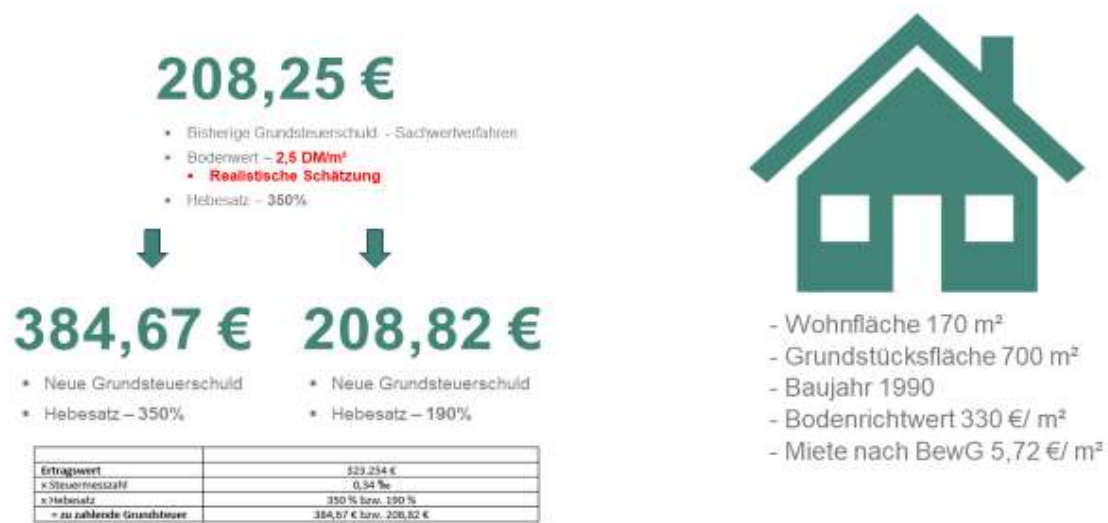 208,25 €
▪ Bisherige Grundsteuerschuld - Sachwertverfahren
▪ Bodenwert – 2,5 DM/m²
▪ Realistische Schätzung
▪ Hebesatz – 350%
384,67 €
▪ Neue Grundsteuerschuld
▪ Hebesatz – 350%
208,82 €
▪ Neue Grundsteuerschuld
▪ Hebesatz – 190%
Ertragswert 323.254 €
x Steuermesszahl 0,34 ‰
x Hebesatz 350 % bzw. 190 %
= zu zahlende Grundsteuer 384,67 € bzw. 208,82 €
- Wohnfläche 170 m²
- Grundstücksfläche 700 m²
- Baujahr 1990
- Bodenrichtwert 330 €/ m²
- Miete nach BewG 5,72 €/ m²